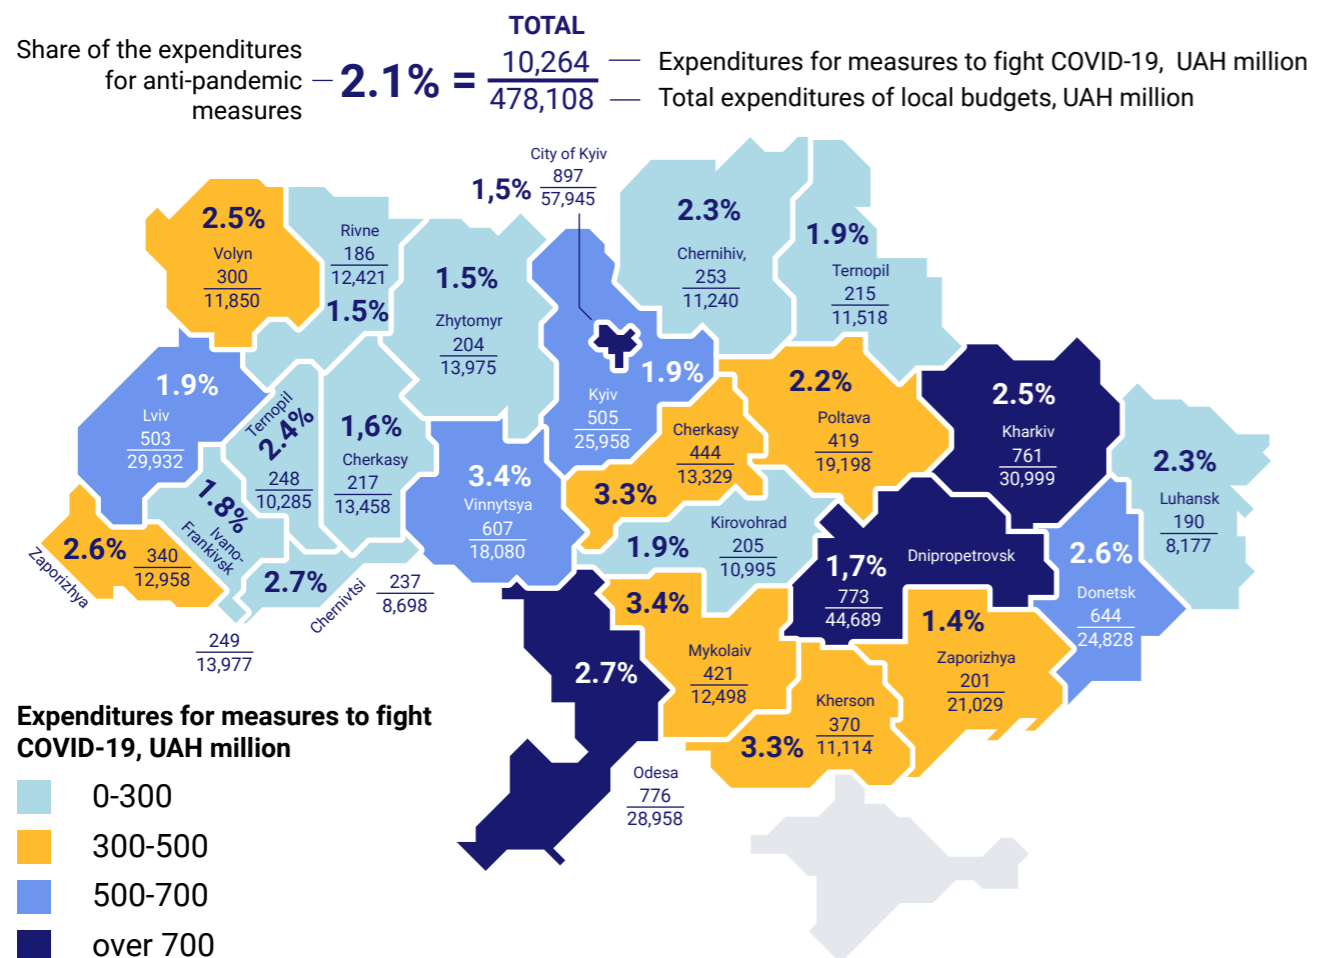 TOTAL
Share of the expenditures
for anti-pandemic
measures
2.1% =
10,264
478,108
Expenditures for measures to fight COVID-19, UAH million
Total expenditures of local budgets, UAH million
City of Kyiv
1,5%
897
57,945
2.5%
Volyn
300
11,850
Rivne
186
12,421
1.5%
1.5%
Zhytomyr
204
13,975
2.3%
Chernihiv,
253
11,240
1.9%
Ternopil
215
11,518
1.9%
Lviv
503
29,932
Ternopil
2.4%
248
10,285
1,6%
Cherkasy
217
13,458
3.4%
Vinnytsya
607
18,080
1.9%
Kyiv
505
25,958
Cherkasy
444
13,329
3.3%
2.2%
Poltava
419
19,198
2.5%
Kharkiv
761
30,999
2.3%
Luhansk
190
8,177
2.6%
340
12,958
Zaporizhya
1.8%
Ivano-
Frankivsk
249
13,977
2.7%
Chernivtsi
237
8,698
1.9%
Kirovohrad
205
10,995
1,7%
Dnipropetrovsk
773
44,689
2.6%
Donetsk
644
24,828
3.4%
Mykolaiv
421
12,498
1.4%
Zaporizhya
201
21,029
2.7%
Odesa
776
28,958
3.3%
Kherson
370
11,114
Expenditures for measures to fight
COVID-19, UAH million
0-300
300-500
500-700
over 700